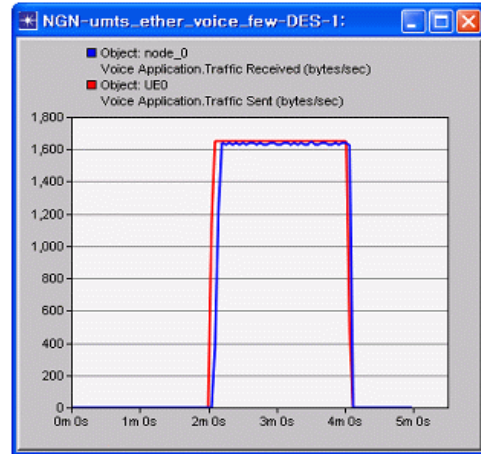 NGN-umts_ether_voice_few-DES-1:
Object: node_0
Voice Application.Traffic Received (bytes/sec)
Object: UE0
Voice Application.Traffic Sent (bytes/sec)
1,800
1,600
1,400
1,200
1,000
800
600
400
200
0
0m 0s
1m 0s
2m 0s
3m 0s
4m 0s
5m 0s